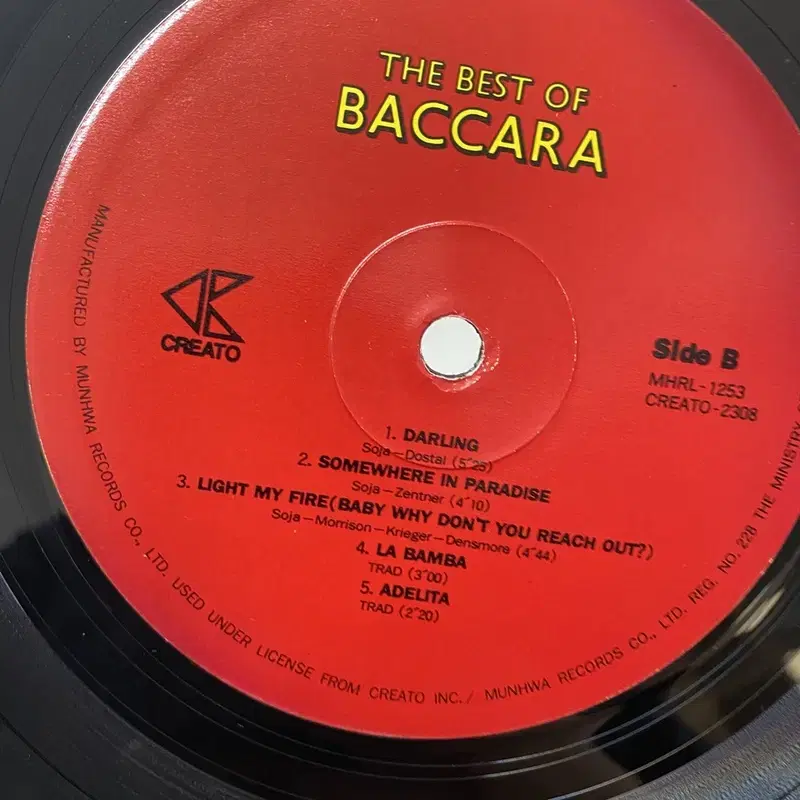 THE BEST OF
BACCARA
CREATO
Side B
MHRL-1253
CREATO-2308
1. DARLING
Soja–Dostal (5"25)
2. SOMEWHERE IN PARADISE
Soja–Zentner (4"10)
3. LIGHT MY FIRE(BABY WHY DON'T YOU REACH OUT?)
Soja–Morrison–Krieger–Densmore (4"44)
4. LA BAMBA
TRAD (3"00)
5. ADELITA
TRAD (2"20)
MANUFACTURED BY MUNHWA RECORDS CO., LTD. USED UNDER LICENSE FROM CREATO INC./ MUNHWA RECORDS CO., LTD. REG. NO. 228 THE MINISTRY